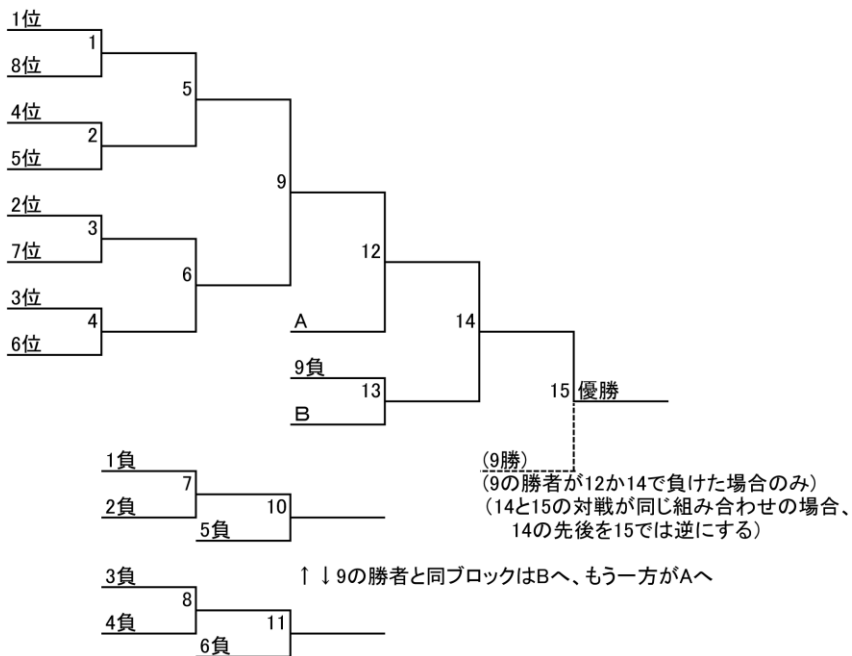 1位
1
8位
5
4位
2
5位
9
2位
3
7位
12
6
3位
4
A
14
6位
9負
13
15 優勝
B
1負
(9勝)
7
(9の勝者が12か14で負けた場合のみ)
2負
10
(14と15の対戦が同じ組み合わせの場合、
5負
14の先後を15では逆にする)
3負
↑↓9の勝者と同ブロックはBへ、もう一方がAへ
8
4負
11
6負